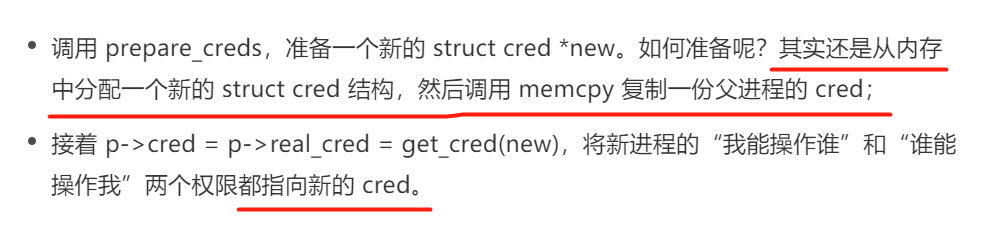 • 调用 prepare_creds，准备一个新的 struct cred *new。如何准备呢？其实还是从内存
中分配一个新的 struct cred 结构，然后调用 memcpy 复制一份父进程的 cred；
• 接着 p->cred = p->real_cred = get_cred(new)，将新进程的“我能操作谁”和“谁能
操作我”两个权限都指向新的 cred。